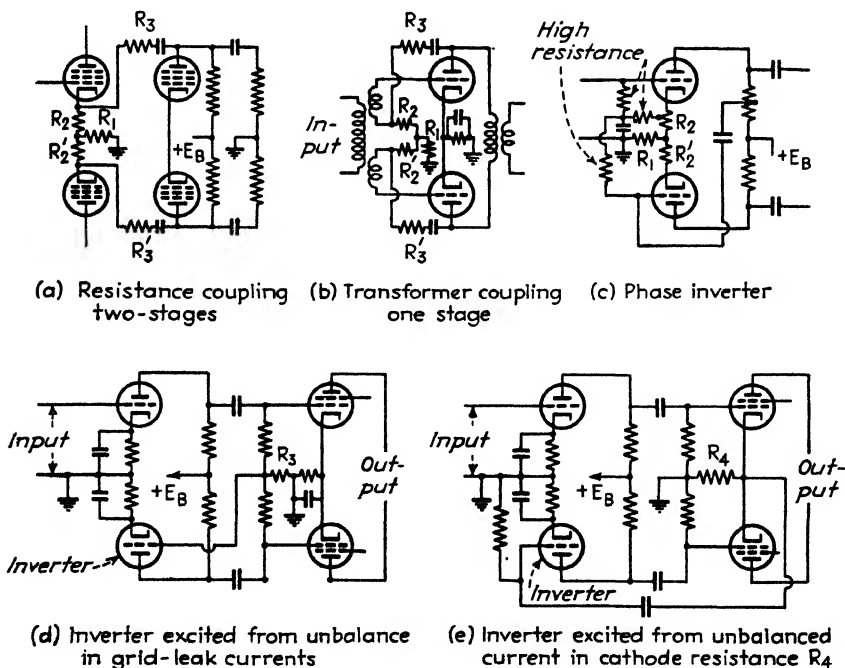 R3
R2
R1
R2'
+EB
R3'
(a) Resistance coupling
two-stages
R3
In-
put
R2
R1
R2'
R3'
(b) Transformer coupling
one stage
High
resistance
R2
R1
R2'
+EB
(c) Phase inverter
Input
+EB
R3
Out-
put
Inverter
(d) Inverter excited from unbalance
in grid-leak currents
Input
+EB
R4
Out-
put
Inverter
(e) Inverter excited from unbalanced
current in cathode resistance R4